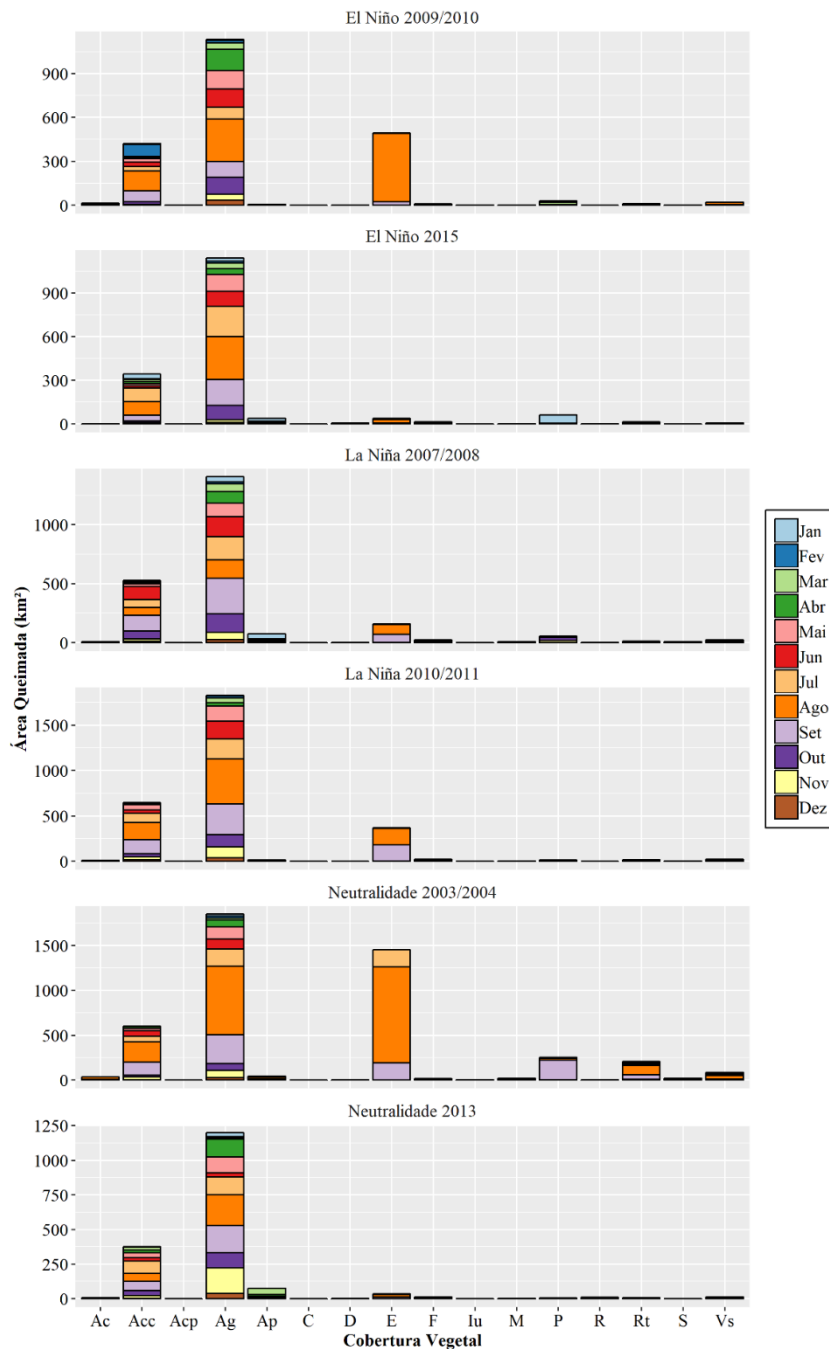 El Niño 2009/2010
900
600
300
0
El Niño 2015
900
600
300
0
La Niña 2007/2008
1000
500
0
La Niña 2010/2011
1500
1000
500
0
Neutralidade 2003/2004
1500
1000
500
0
Neutralidade 2013
1250
1000
750
500
250
0
Ac Acc Acp Ag Ap C D E F Iu M P R Rt S Vs
Cobertura Vegetal
Área Queimada (km²)
Jan
Fev
Mar
Abr
Mai
Jun
Jul
Ago
Set
Out
Nov
Dez